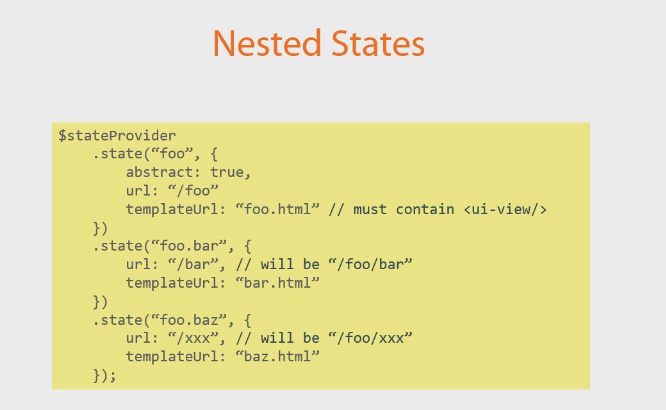 Nested States
$stateProvider
    .state(“foo”, {
        abstract: true,
        url: “/foo”
        templateUrl: “foo.html” // must contain <ui-view/>
    })
    .state(“foo.bar”, {
        url: “/bar”, // will be “/foo/bar”
        templateUrl: “bar.html”
    })
    .state(“foo.baz”, {
        url: “/xxx”, // will be “/foo/xxx”
        templateUrl: “baz.html”
    });